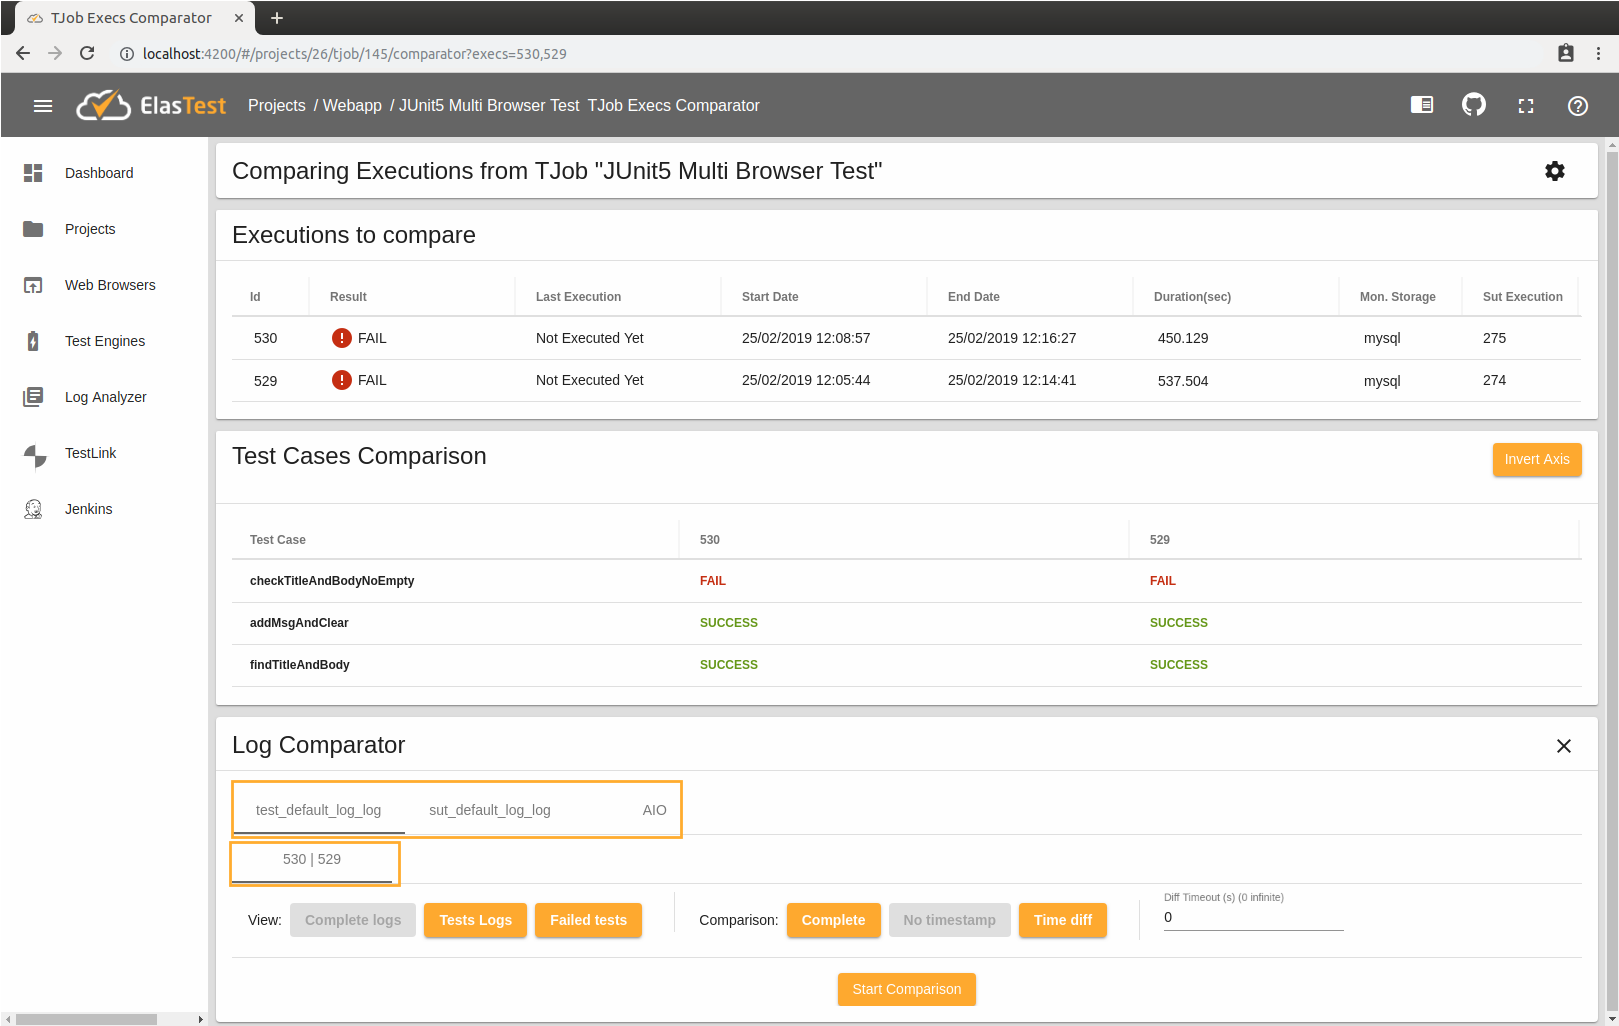 TJob Execs Comparator
localhost:4200/#/projects/26/tjob/145/comparator?execs=530,529
ElasTest Projects / Webapp / JUnit5 Multi Browser Test TJob Execs Comparator
Dashboard
Projects
Web Browsers
Test Engines
Log Analyzer
TestLink
Jenkins
Comparing Executions from TJob "JUnit5 Multi Browser Test"
Executions to compare
Id Result Last Execution Start Date End Date Duration(sec) Mon. Storage Sut Execution
530 FAIL Not Executed Yet 25/02/2019 12:08:57 25/02/2019 12:16:27 450.129 mysql 275
529 FAIL Not Executed Yet 25/02/2019 12:05:44 25/02/2019 12:14:41 537.504 mysql 274
Test Cases Comparison Invert Axis
Test Case 530 529
checkTitleAndBodyNoEmpty FAIL FAIL
addMsgAndClear SUCCESS SUCCESS
findTitleAndBody SUCCESS SUCCESS
Log Comparator
test_default_log_log sut_default_log_log AIO
530 | 529
Diff Timeout (s) (0 infinite)
View: Complete logs Tests Logs Failed tests Comparison: Complete No timestamp Time diff 0
Start Comparison